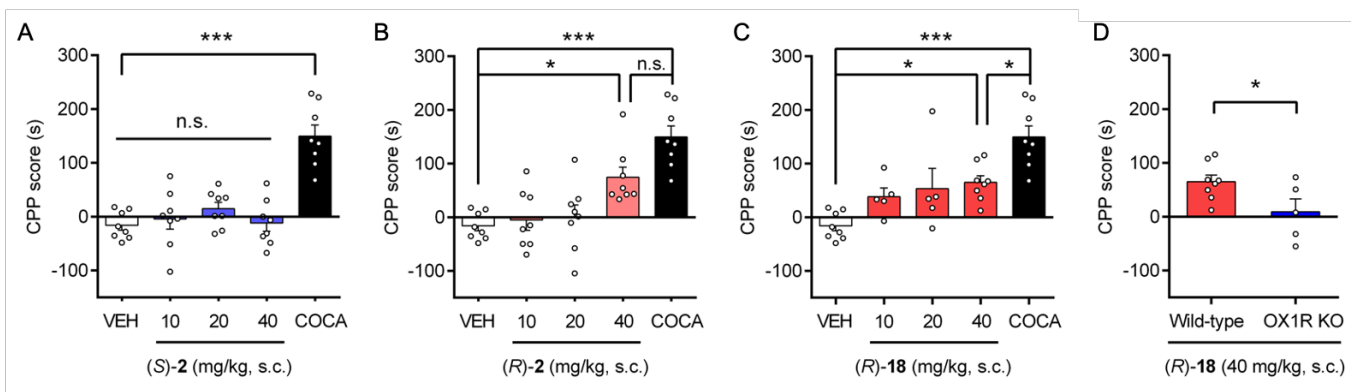 A
CPP score (s)
300
200
100
0
-100
***
n.s.
VEH 10 20 40 COCA
(S)-2 (mg/kg, s.c.)
B
CPP score (s)
300
200
100
0
-100
***
*
n.s.
VEH 10 20 40 COCA
(R)-2 (mg/kg, s.c.)
C
CPP score (s)
300
200
100
0
-100
***
*
*
VEH 10 20 40 COCA
(R)-18 (mg/kg, s.c.)
D
CPP score (s)
300
200
100
0
-100
*
Wild-type OX1R KO
(R)-18 (40 mg/kg, s.c.)